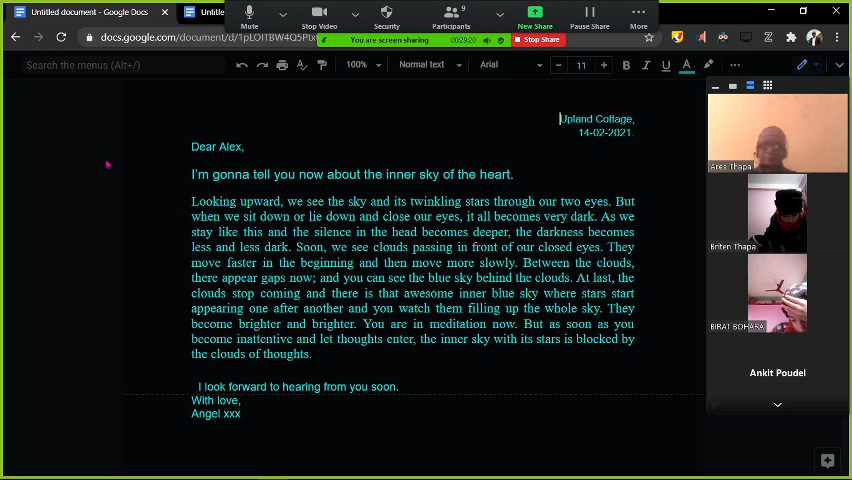 Untitled document - Google Docs
Untitled docu
Mute
Stop Video
Security
9
Participants
New Share
Pause Share
More
docs.google.com/document/d/1pLOITBW4Q5Px
You are screen sharing
00:29:20
Stop Share
Search the menus (Alt+/)
100%
Normal text
Arial
11
B I U A
Upland Cottage,
14-02-2021.
Dear Alex,
I'm gonna tell you now about the inner sky of the heart.
Looking upward, we see the sky and its twinkling stars through our two eyes. But
when we sit down or lie down and close our eyes, it all becomes very dark. As we
stay like this and the silence in the head becomes deeper, the darkness becomes
less and less dark. Soon, we see clouds passing in front of our closed eyes. They
move faster in the beginning and then move more slowly. Between the clouds,
there appear gaps now; and you can see the blue sky behind the clouds. At last, the
clouds stop coming and there is that awesome inner blue sky where stars start
appearing one after another and you watch them filling up the whole sky. They
become brighter and brighter. You are in meditation now. But as soon as you
become inattentive and let thoughts enter, the inner sky with its stars is blocked by
the clouds of thoughts.
I look forward to hearing from you soon.
With love,
Angel xxx
Ares Thapa
Briten Thapa
BIRAT BOHARA
Ankit Poudel